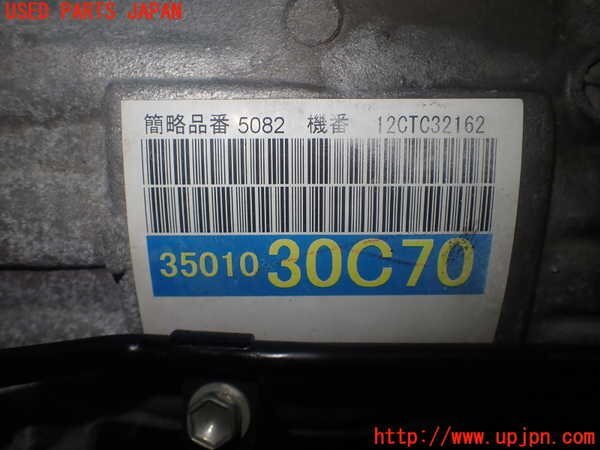 USED PARTS JAPAN
簡略品番 5082 機番 12CTC32162
35010 30C70
http://www.upjpn.com/